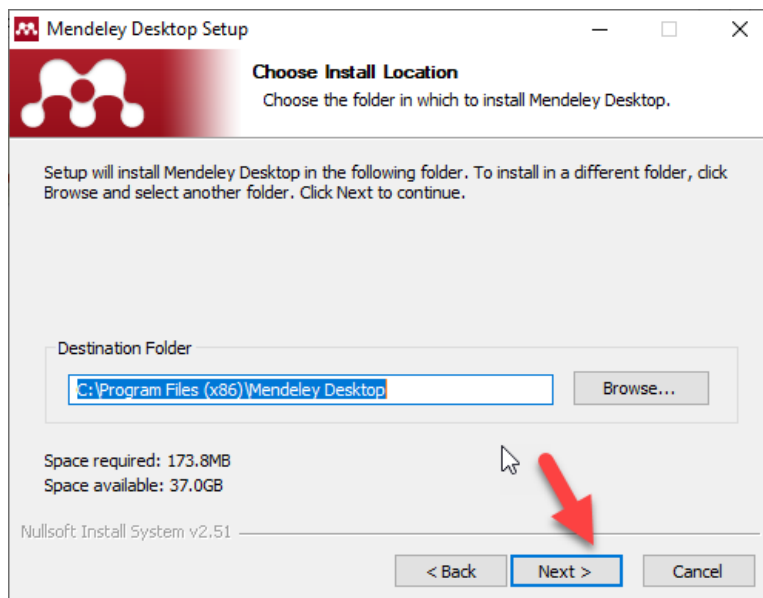 Mendeley Desktop Setup
Choose Install Location
Choose the folder in which to install Mendeley Desktop.
Setup will install Mendeley Desktop in the following folder. To install in a different folder, click
Browse and select another folder. Click Next to continue.
Destination Folder
C:\Program Files (x86)\Mendeley Desktop
Browse...
Space required: 173.8MB
Space available: 37.0GB
Nullsoft Install System v2.51
< Back
Next >
Cancel